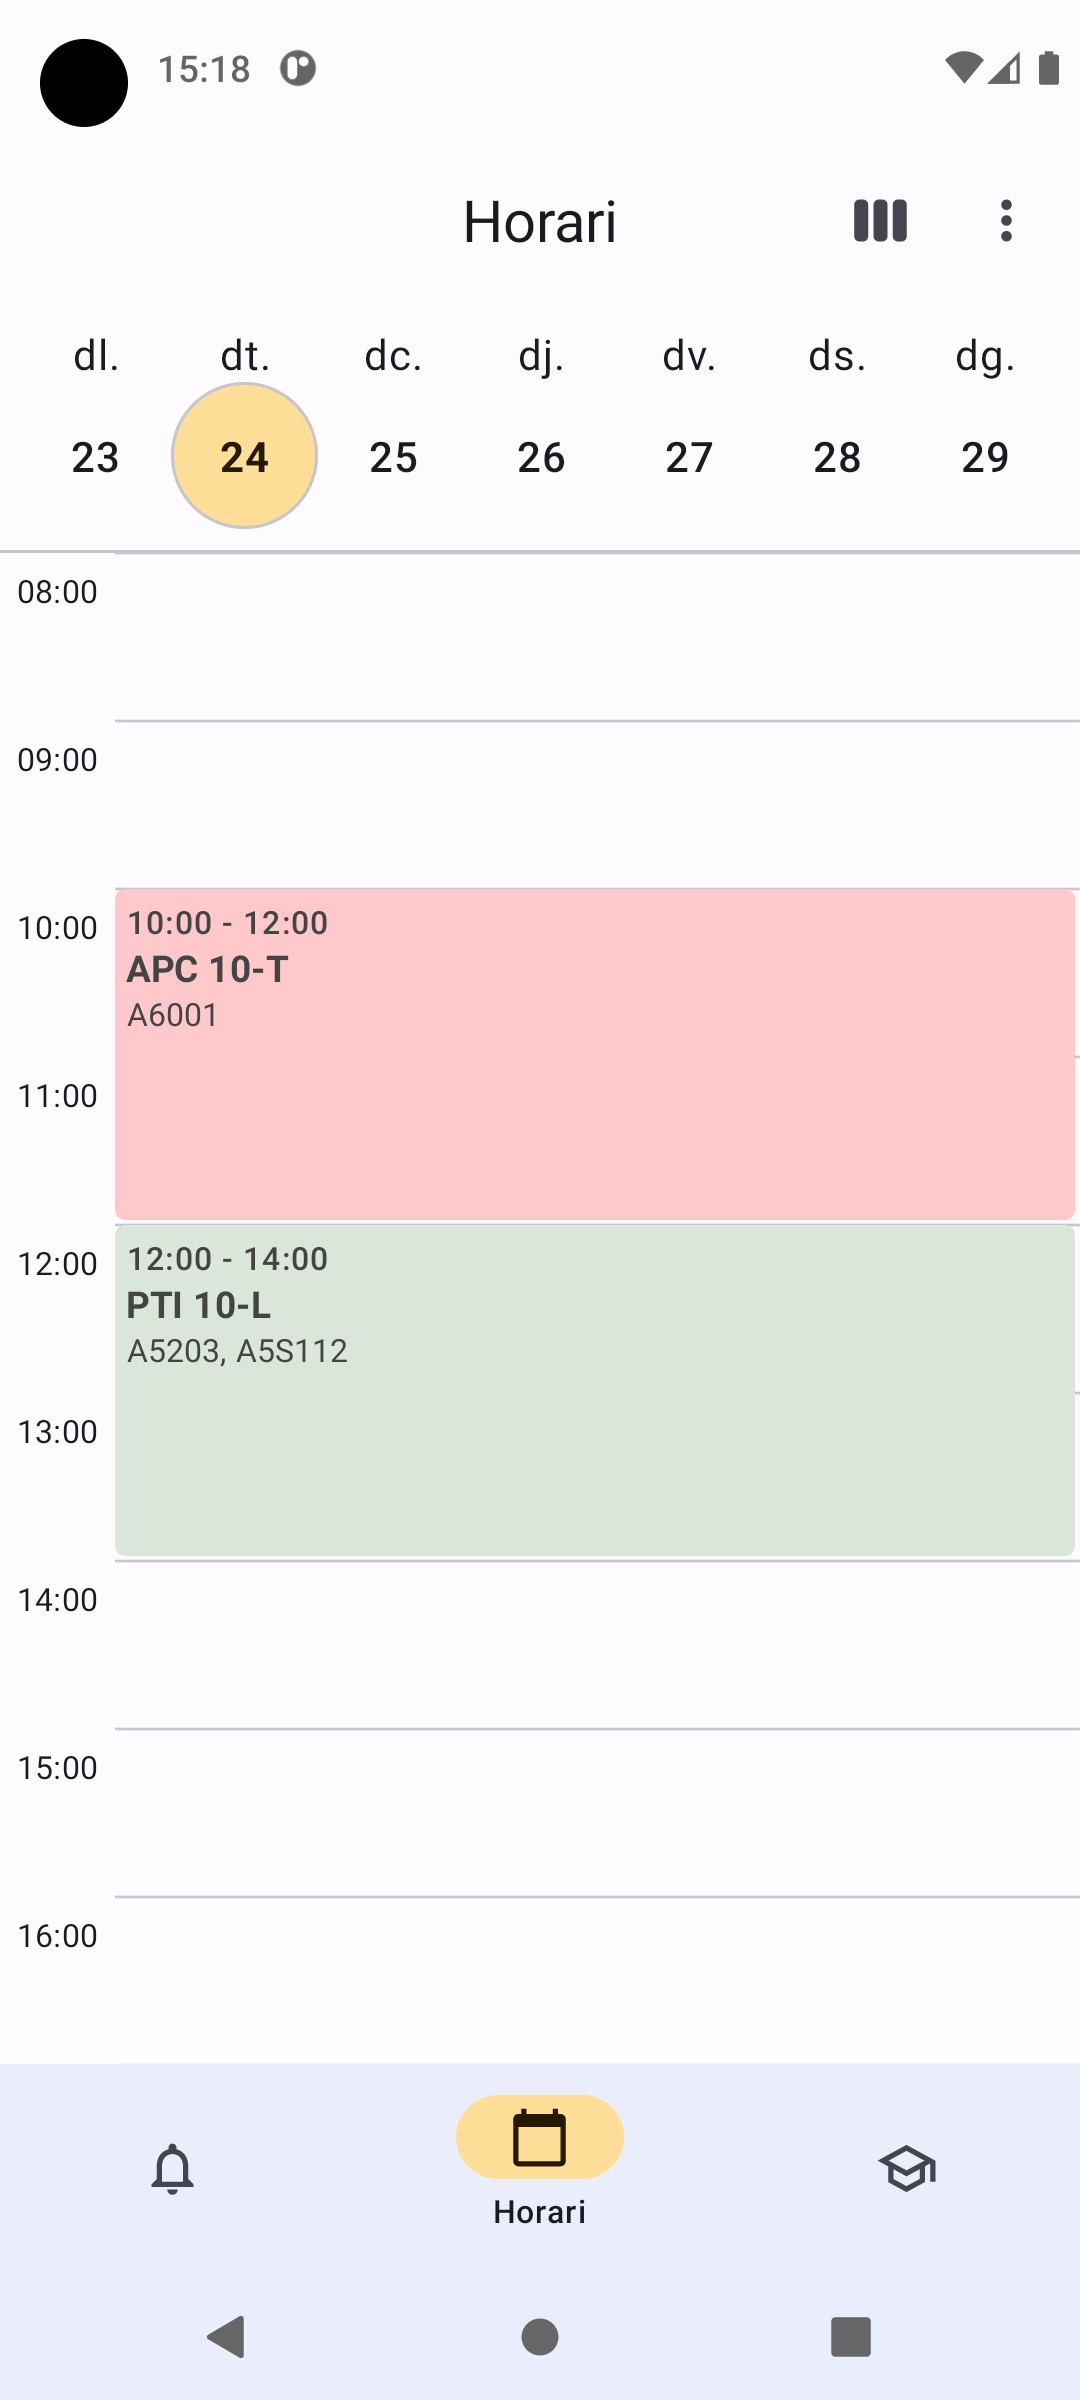 15:18
Horari
dl. dt. dc. dj. dv. ds. dg.
23 24 25 26 27 28 29
08:00
09:00
10:00
10:00 - 12:00
APC 10-T
A6001
11:00
12:00
12:00 - 14:00
PTI 10-L
A5203, A5S112
13:00
14:00
15:00
16:00
Horari